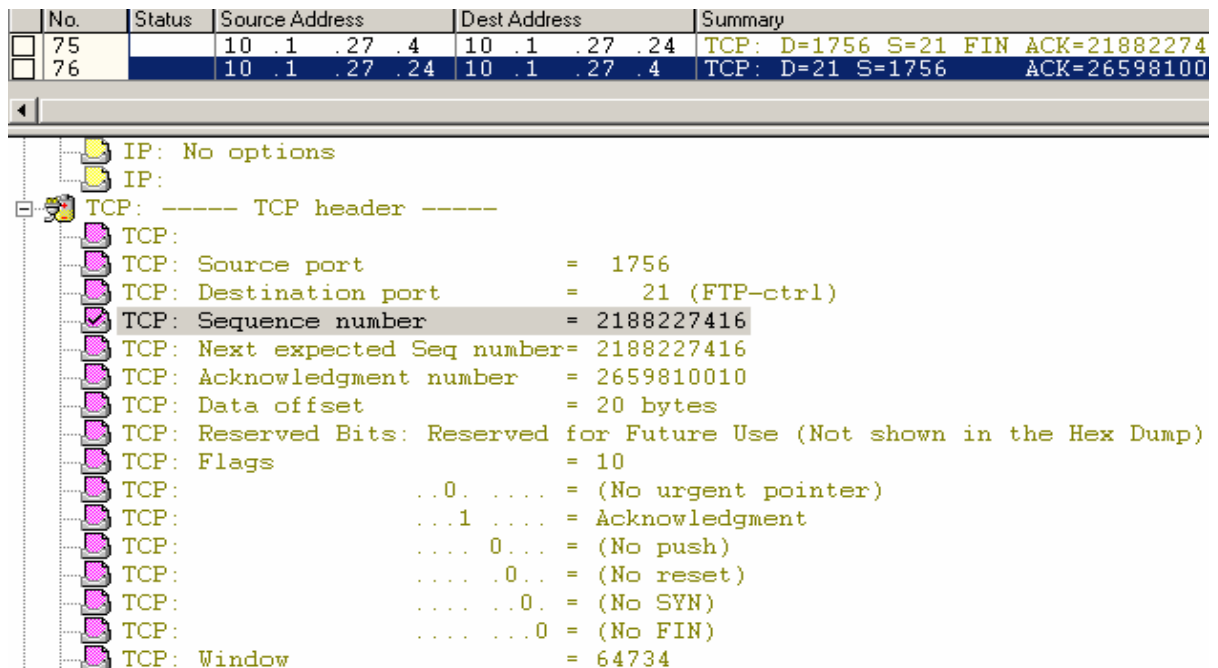 No. Status Source Address Dest Address Summary
75 10 .1 .27 .4 10 .1 .27 .24 TCP: D=1756 S=21 FIN ACK=21882274
76 10 .1 .27 .24 10 .1 .27 .4 TCP: D=21 S=1756 ACK=26598100
IP: No options
IP:
TCP: ----- TCP header -----
TCP:
TCP: Source port = 1756
TCP: Destination port = 21 (FTP-ctrl)
TCP: Sequence number = 2188227416
TCP: Next expected Seq number= 2188227416
TCP: Acknowledgment number = 2659810010
TCP: Data offset = 20 bytes
TCP: Reserved Bits: Reserved for Future Use (Not shown in the Hex Dump)
TCP: Flags = 10
TCP: ..0. .... = (No urgent pointer)
TCP: ...1 .... = Acknowledgment
TCP: .... 0... = (No push)
TCP: .... .0.. = (No reset)
TCP: .... ..0. = (No SYN)
TCP: .... ...0 = (No FIN)
TCP: Window = 64734